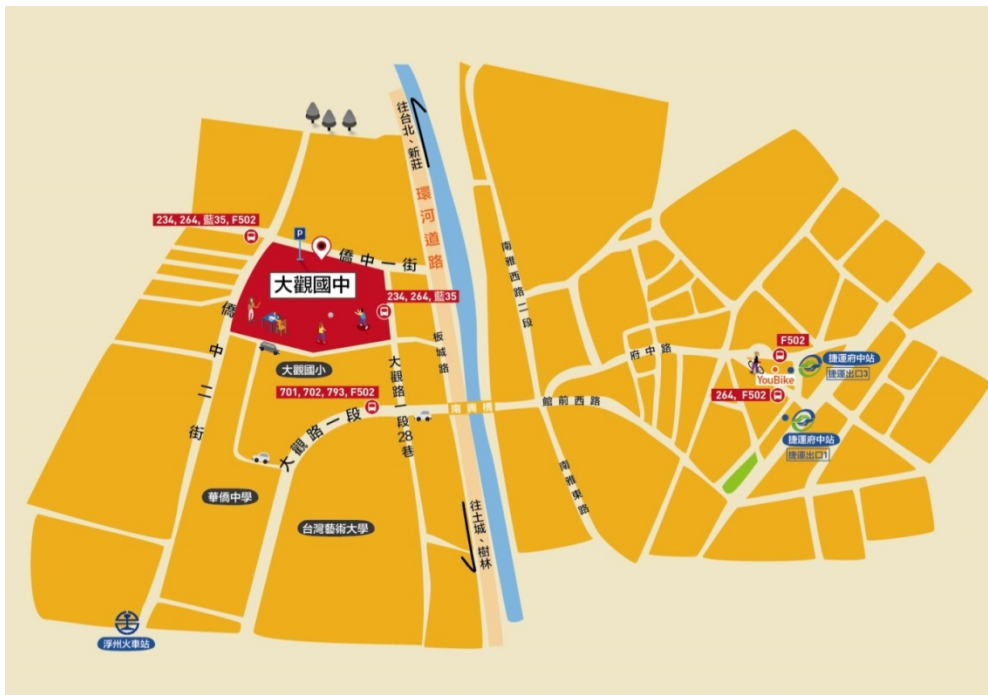 往台北、新莊
環河道路
234, 264, 藍35, F502
P
僑中一街
大觀國中
234, 264, 藍35
南雅西路二段
僑中二街
大觀國小
板城路
府中路
F502
捷運府中站
捷運出口3
YouBike
264, F502
701, 702, 793, F502
大觀路一段
大觀路一段28巷
南興橋
館前西路
捷運府中站
捷運出口1
南雅東路
華僑中學
台灣藝術大學
往土城、樹林
浮州火車站